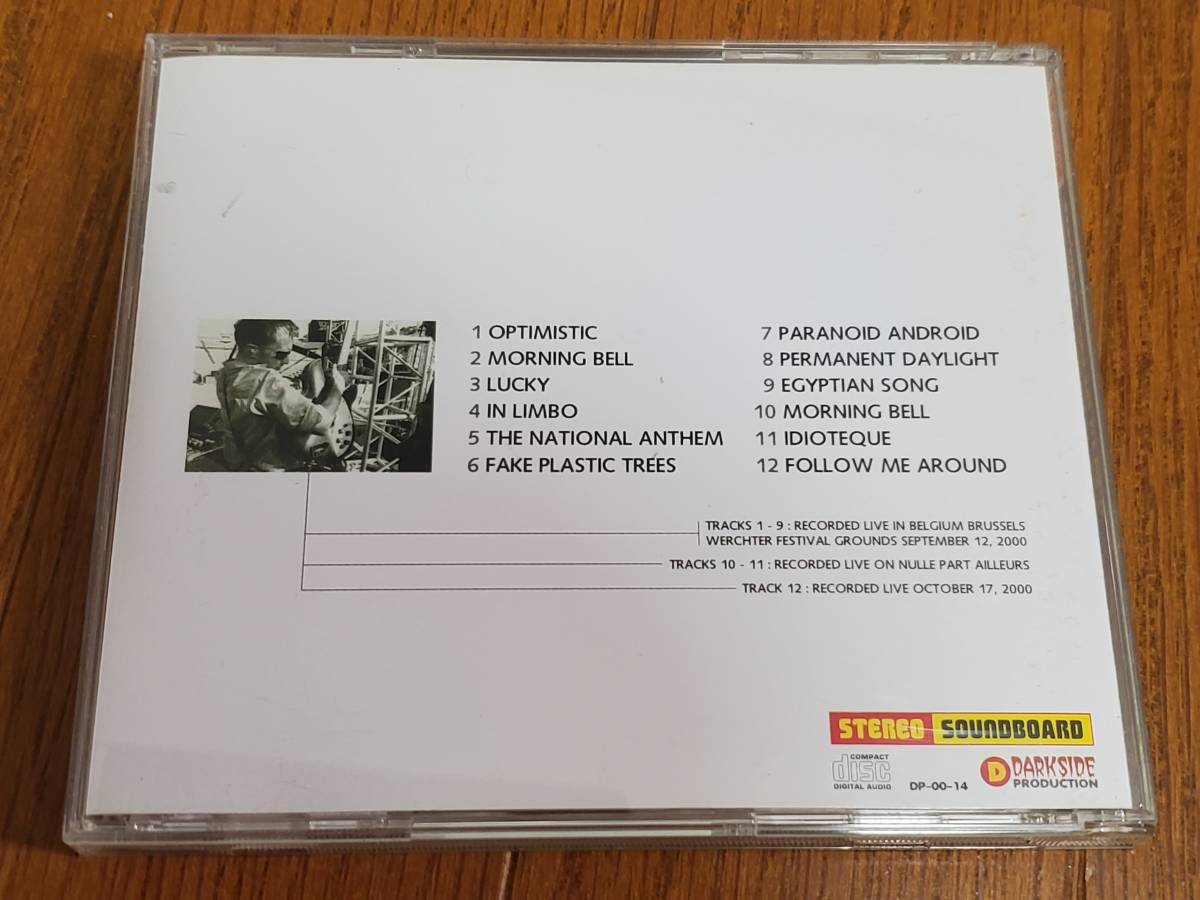 1 OPTIMISTIC
2 MORNING BELL
3 LUCKY
4 IN LIMBO
5 THE NATIONAL ANTHEM
6 FAKE PLASTIC TREES
7 PARANOID ANDROID
8 PERMANENT DAYLIGHT
9 EGYPTIAN SONG
10 MORNING BELL
11 IDIOTEQUE
12 FOLLOW ME AROUND
TRACKS 1 - 9 : RECORDED LIVE IN BELGIUM BRUSSELS
WERCHTER FESTIVAL GROUNDS SEPTEMBER 12, 2000
TRACKS 10 - 11 : RECORDED LIVE ON NULLE PART AILLEURS
TRACK 12 : RECORDED LIVE OCTOBER 17, 2000
STEREO SOUNDBOARD
COMPACT
disc
DIGITAL AUDIO
DP-00-14
D DARKSIDE
PRODUCTION